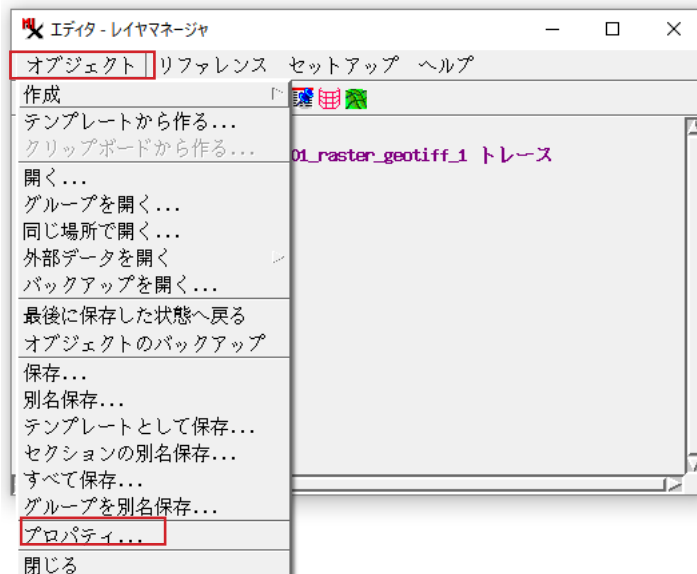 エディタ - レイヤマネージャ
オブジェクト リファレンス セットアップ ヘルプ
作成
テンプレートから作る...
クリップボードから作る...
01_raster_geotiff_1 トレース
開く...
グループを開く...
同じ場所で開く...
外部データを開く
バックアップを開く...
最後に保存した状態へ戻る
オブジェクトのバックアップ
保存...
別名保存...
テンプレートとして保存...
セクションの別名保存...
すべて保存...
グループを別名保存...
プロパティ...
閉じる